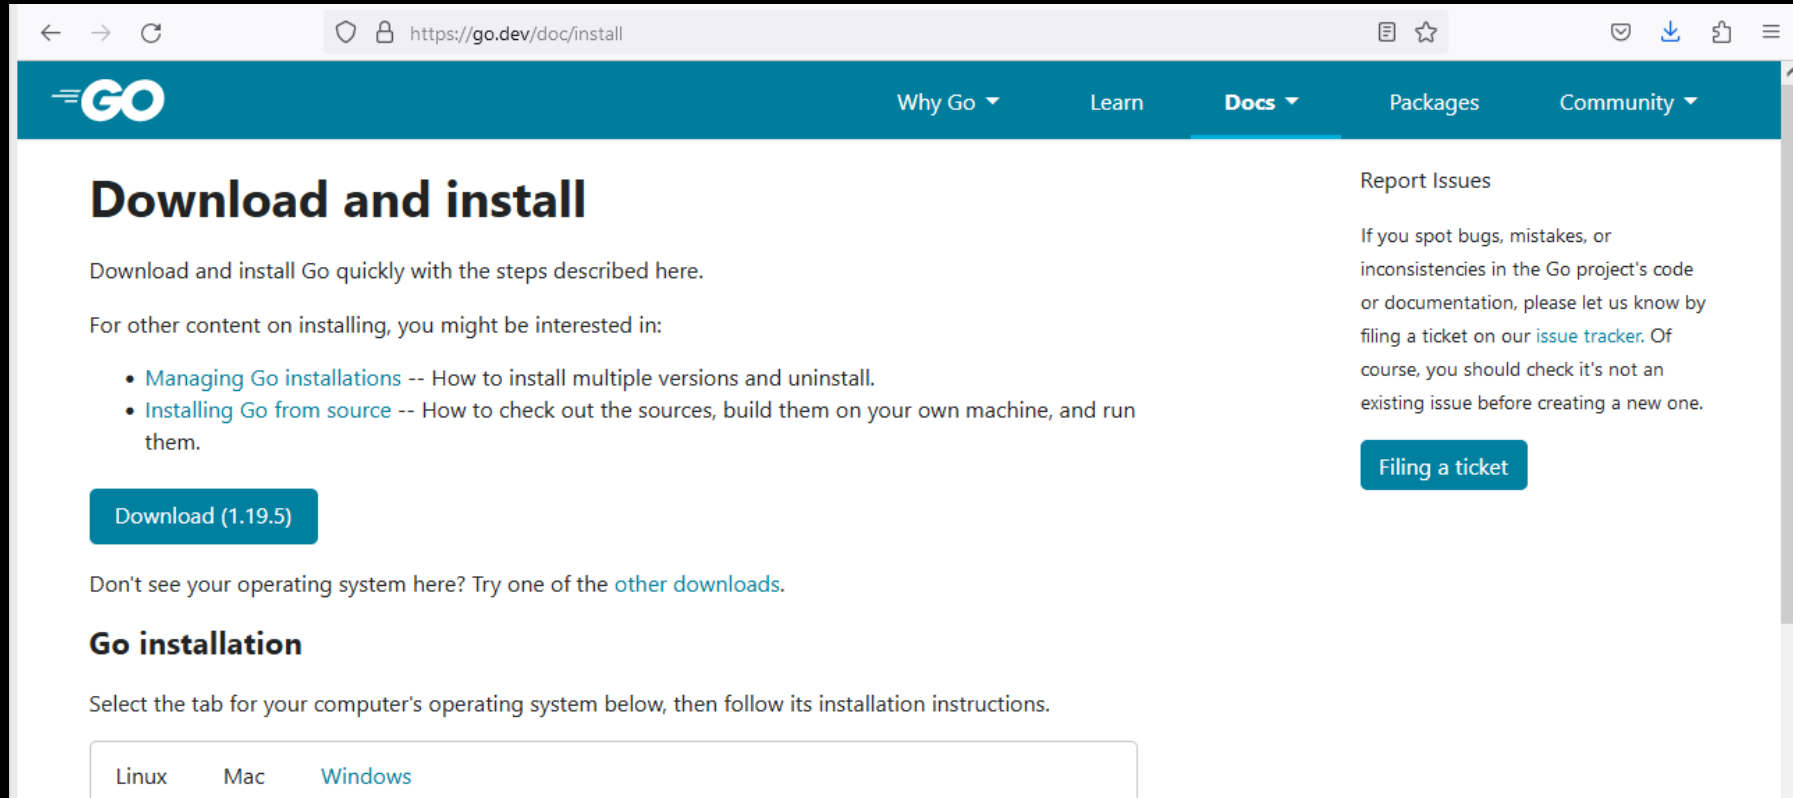 https://go.dev/doc/install
GO
Why Go
Learn
Docs
Packages
Community
Download and install
Download and install Go quickly with the steps described here.
For other content on installing, you might be interested in:
• Managing Go installations -- How to install multiple versions and uninstall.
• Installing Go from source -- How to check out the sources, build them on your own machine, and run
them.
Download (1.19.5)
Don't see your operating system here? Try one of the other downloads.
Go installation
Select the tab for your computer's operating system below, then follow its installation instructions.
Linux
Mac
Windows
Report Issues
If you spot bugs, mistakes, or
inconsistencies in the Go project's code
or documentation, please let us know by
filing a ticket on our issue tracker. Of
course, you should check it's not an
existing issue before creating a new one.
Filing a ticket